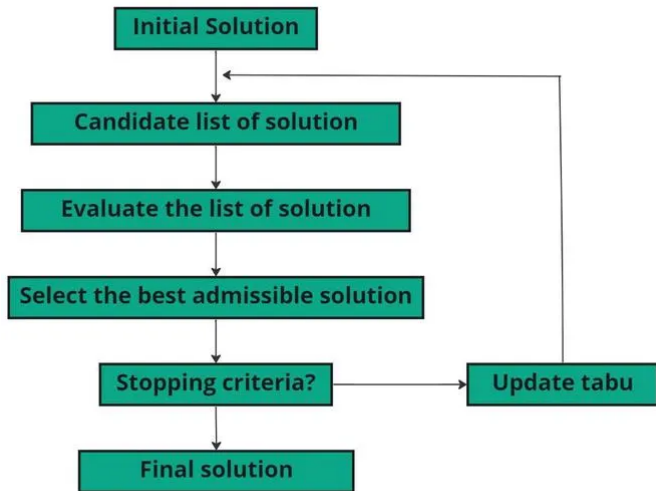 Initial Solution
Candidate list of solution
Evaluate the list of solution
Select the best admissible solution
Stopping criteria?
Update tabu
Final solution